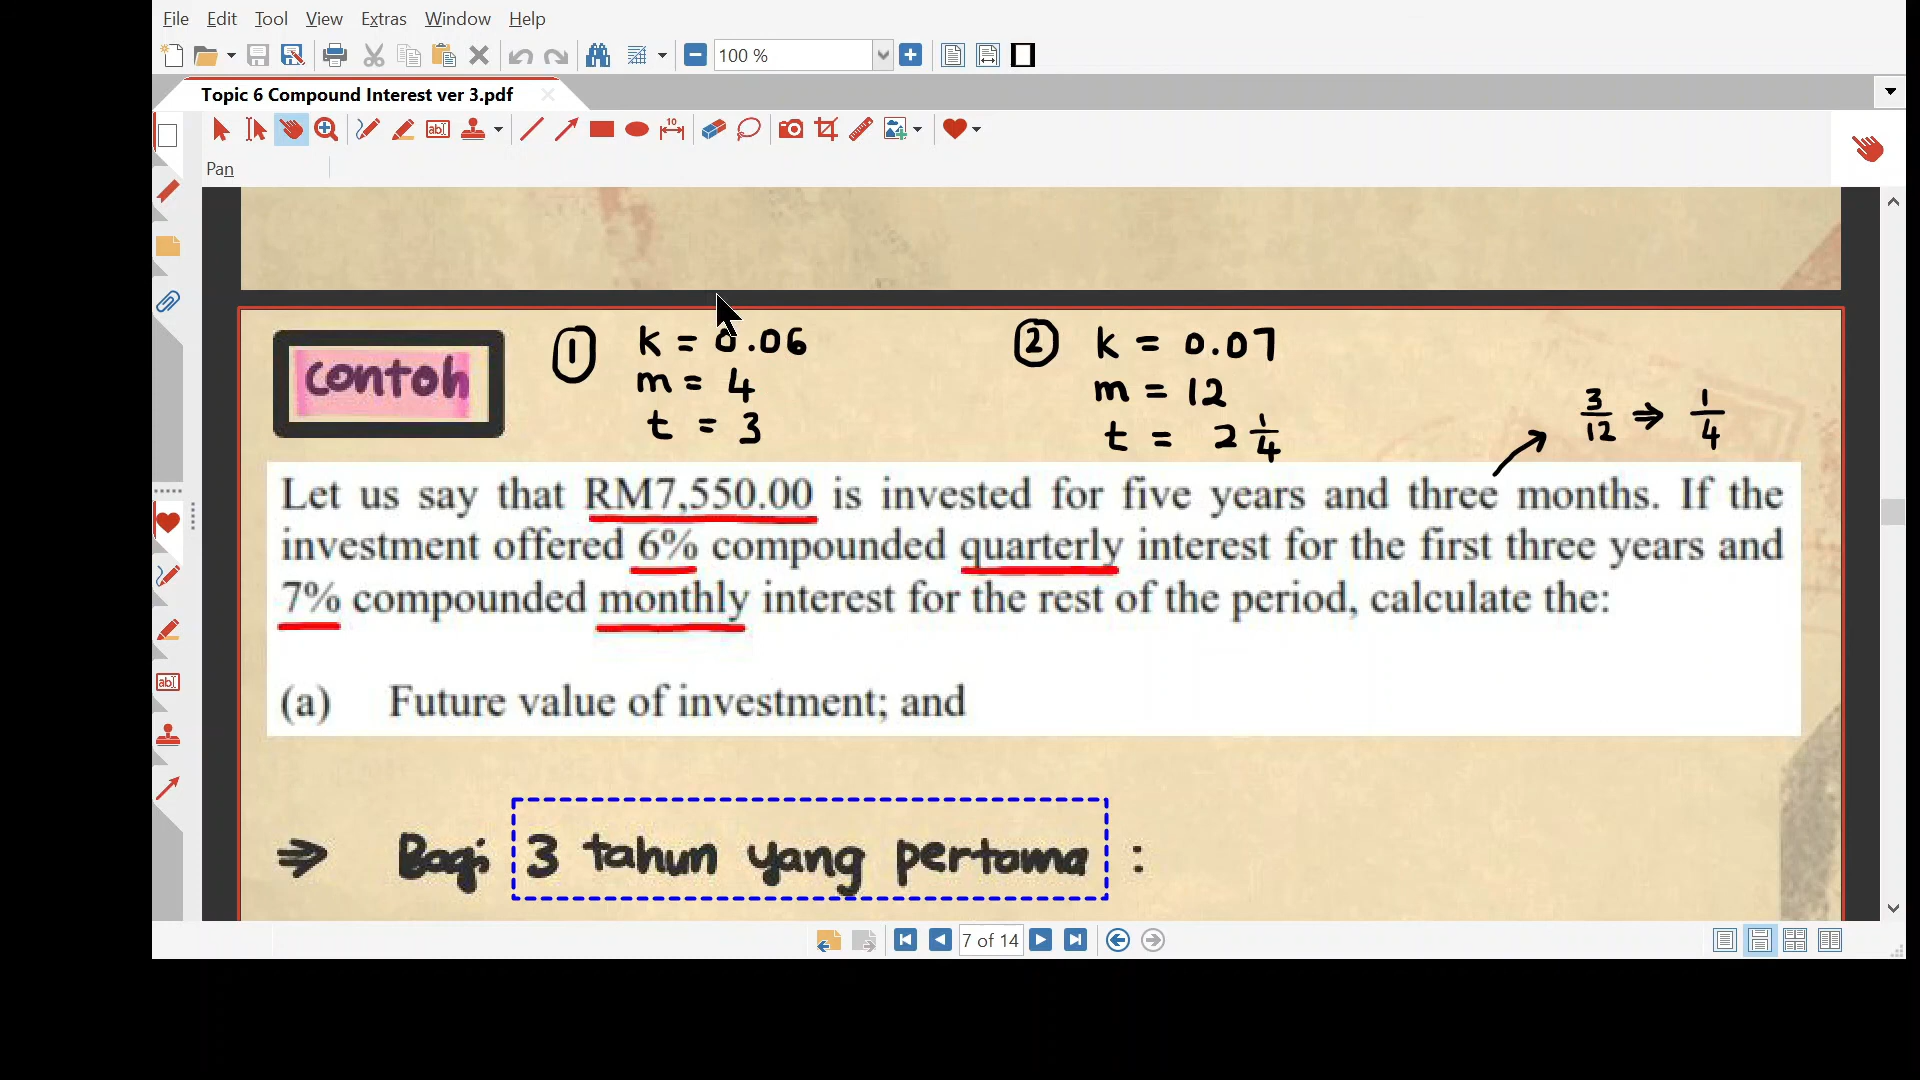 File Edit Tool View Extras Window Help
100 %
Topic 6 Compound Interest ver 3.pdf
Pan
contoh
① k = 0.06
m = 4
t = 3
② k = 0.07
m = 12
t = 2 1/4
3/12 ⇒ 1/4
Let us say that RM7,550.00 is invested for five years and three months. If the
investment offered 6% compounded quarterly interest for the first three years and
7% compounded monthly interest for the rest of the period, calculate the:
(a) Future value of investment; and
⇒ Bagi 3 tahun yang pertama :
7 of 14